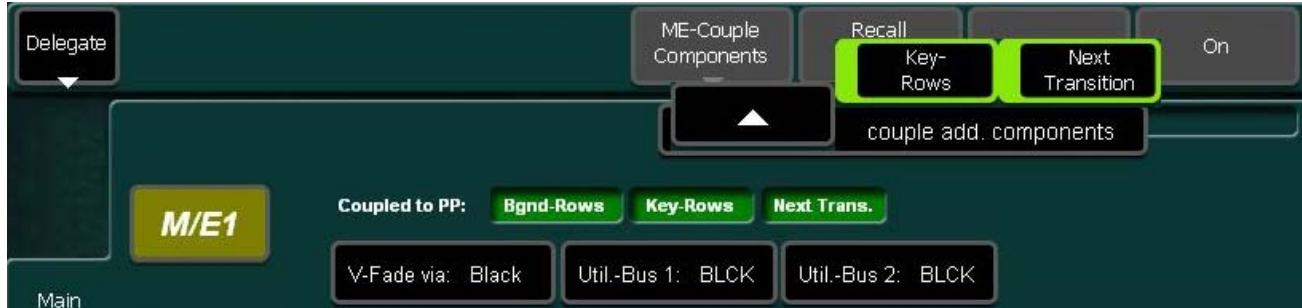 Delegate
ME-Couple
Components
Recall
Key-
Rows
Next
Transition
On
couple add. components
M/E1
Coupled to PP: Bgnd-Rows Key-Rows Next Trans.
V-Fade via: Black Util.-Bus 1: BLCK Util.-Bus 2: BLCK
Main